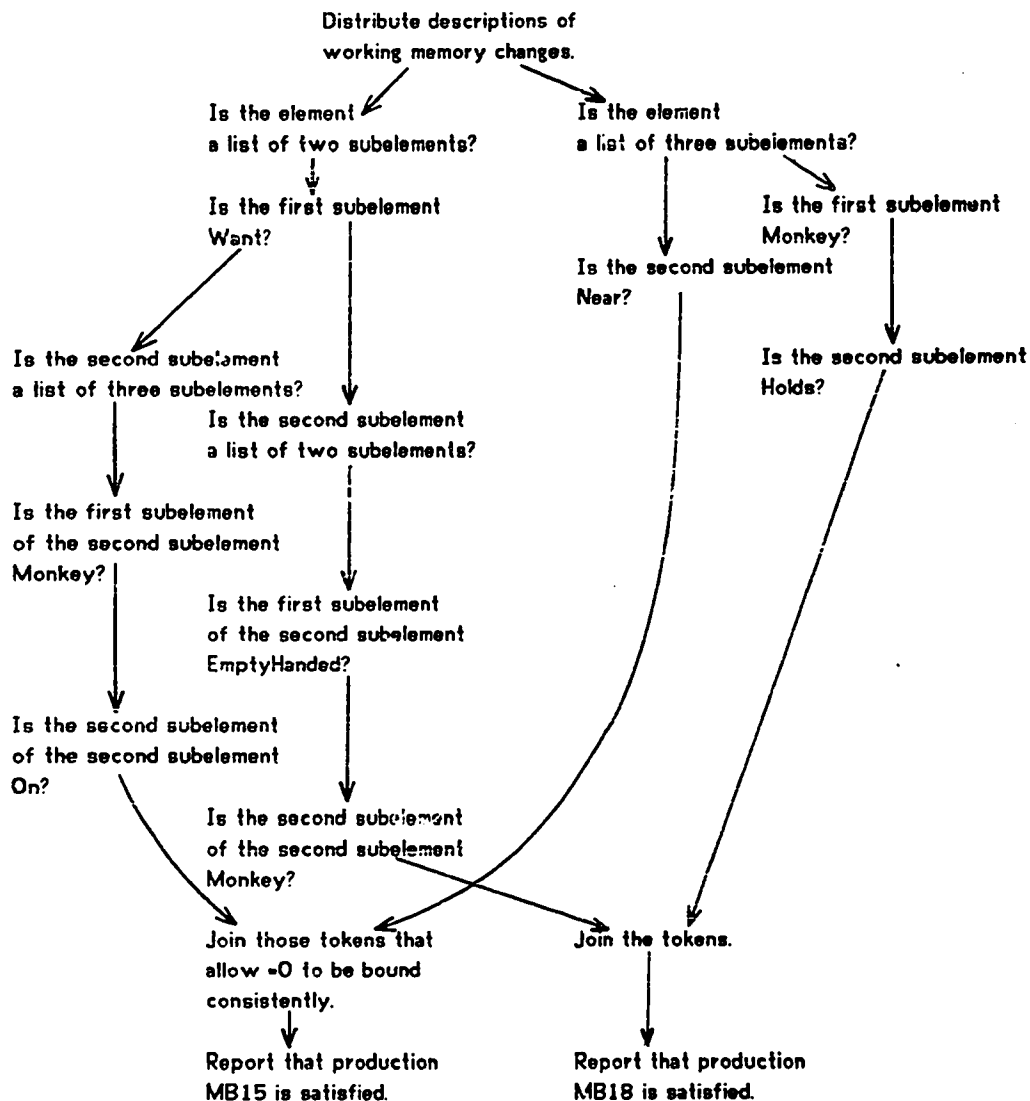 Distribute descriptions of
working memory changes.
Is the element
a list of two subelements?
Is the element
a list of three subelements?
Is the first subelement
Want?
Is the first subelement
Monkey?
Is the second subelement
Near?
Is the second subelement
a list of three subelements?
Is the second subelement
Holds?
Is the second subelement
a list of two subelements?
Is the first subelement
of the second subelement
Monkey?
Is the first subelement
of the second subelement
EmptyHanded?
Is the second subelement
of the second subelement
On?
Is the second subelement
of the second subelement
Monkey?
Join those tokens that
allow =O to be bound
consistently.
Join the tokens.
Report that production
MB15 is satisfied.
Report that production
MB18 is satisfied.